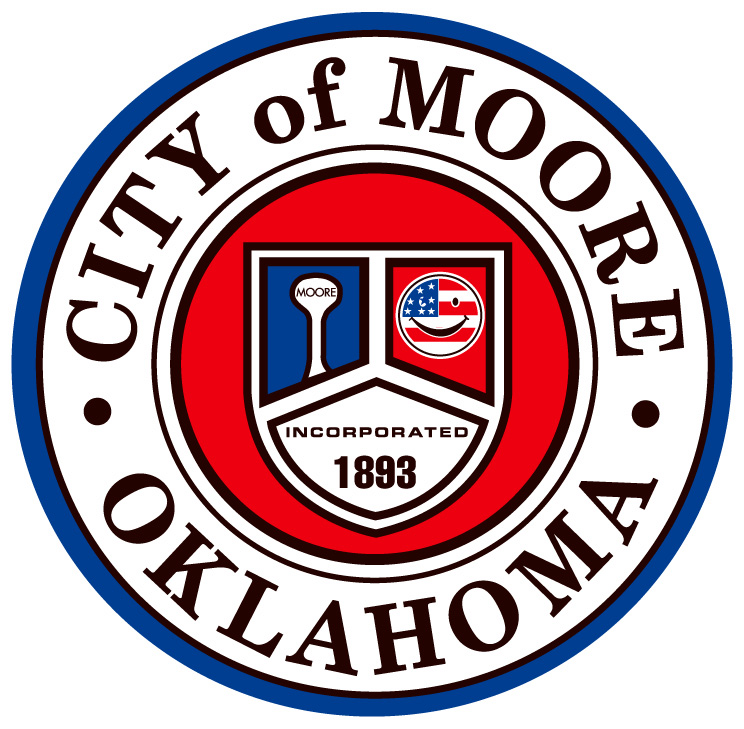 CITY of MOORE
MOORE
INCORPORATED
1893
OKLAHOMA